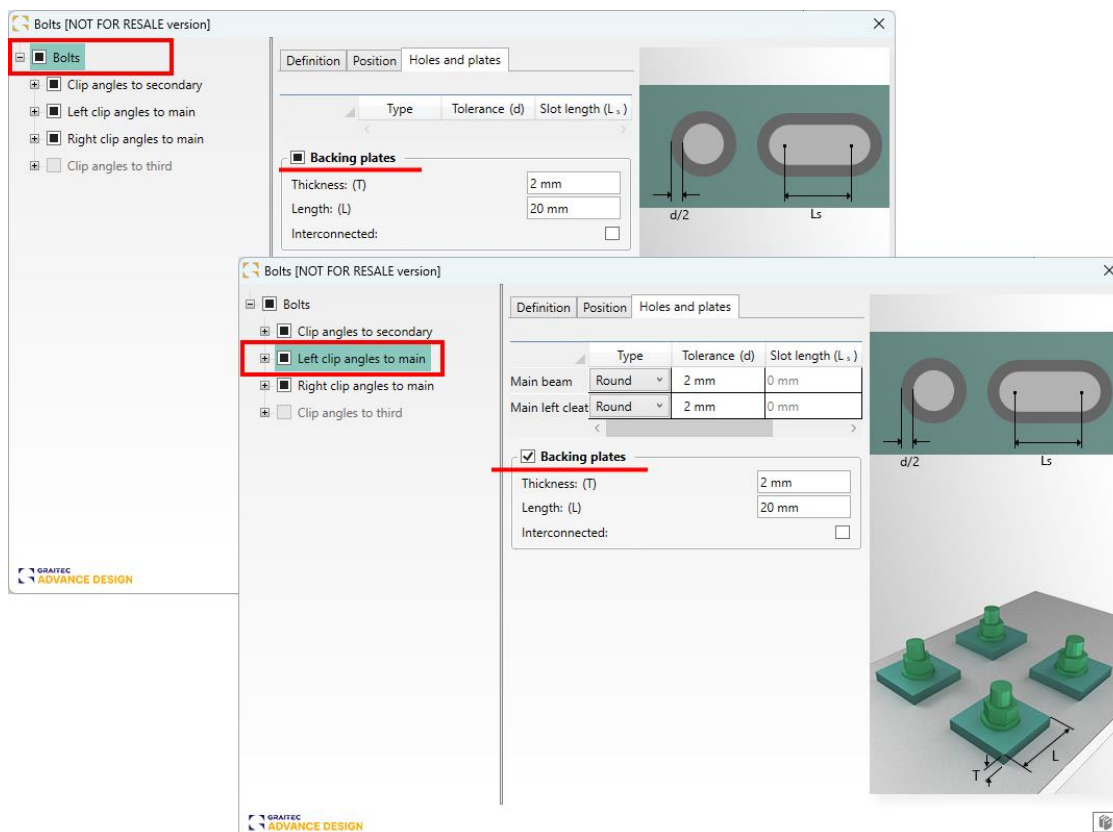 Bolts [NOT FOR RESALE version]
Bolts
Clip angles to secondary
Left clip angles to main
Right clip angles to main
Clip angles to third
Definition Position Holes and plates
Type Tolerance (d) Slot length (L s )
Backing plates
Thickness: (T) 2 mm
Length: (L) 20 mm
Interconnected:
d/2 Ls
GRAITEC
ADVANCE DESIGN
Bolts [NOT FOR RESALE version]
Bolts
Clip angles to secondary
Left clip angles to main
Right clip angles to main
Clip angles to third
Definition Position Holes and plates
Type Tolerance (d) Slot length (L s )
Main beam Round 2 mm 0 mm
Main left cleat Round 2 mm 0 mm
Backing plates
Thickness: (T) 2 mm
Length: (L) 20 mm
Interconnected:
d/2 Ls
L
T
GRAITEC
ADVANCE DESIGN